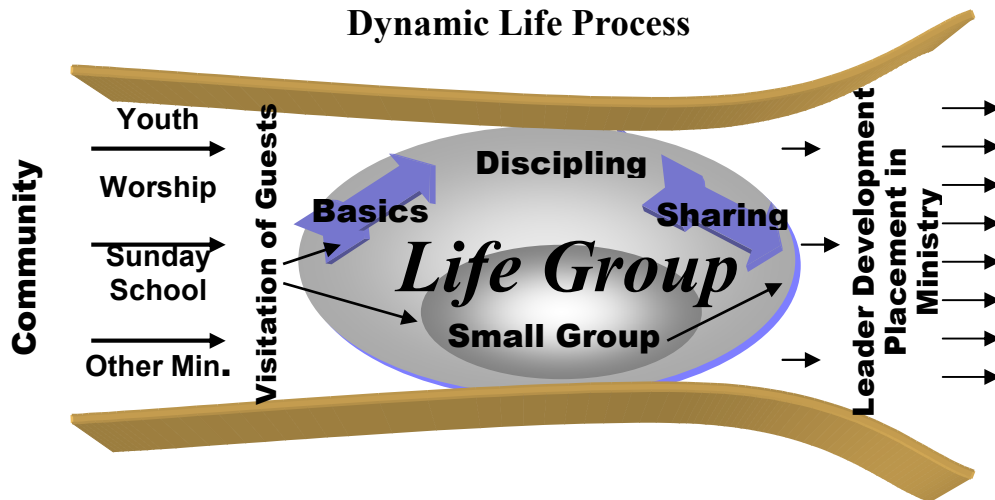 Dynamic Life Process
Community
Youth
Worship
Sunday
School
Other Min.
Visitation of Guests
Basics
Discipling
Sharing
Life Group
Small Group
Leader Development
Placement in
Ministry